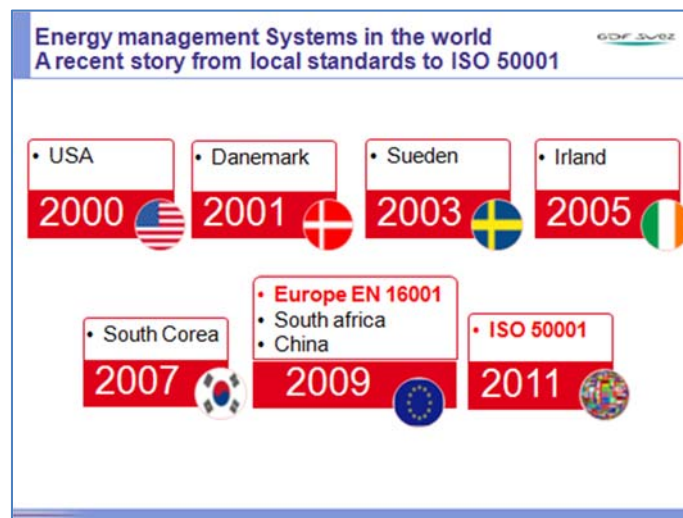 Energy management Systems in the world
A recent story from local standards to ISO 50001
GDF SUEZ
• USA
2000
• Danemark
2001
• Sueden
2003
• Irland
2005
• South Corea
2007
• Europe EN 16001
• South africa
• China
2009
• ISO 50001
2011